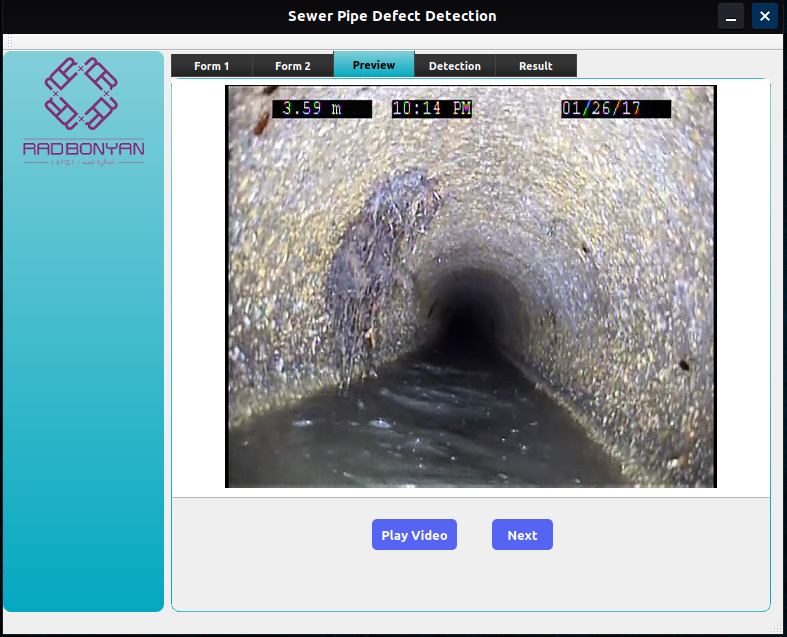 Sewer Pipe Defect Detection
Form 1
Form 2
Preview
Detection
Result
RADBONYAN
3.59 m
10:14 PM
01/26/17
Play Video
Next